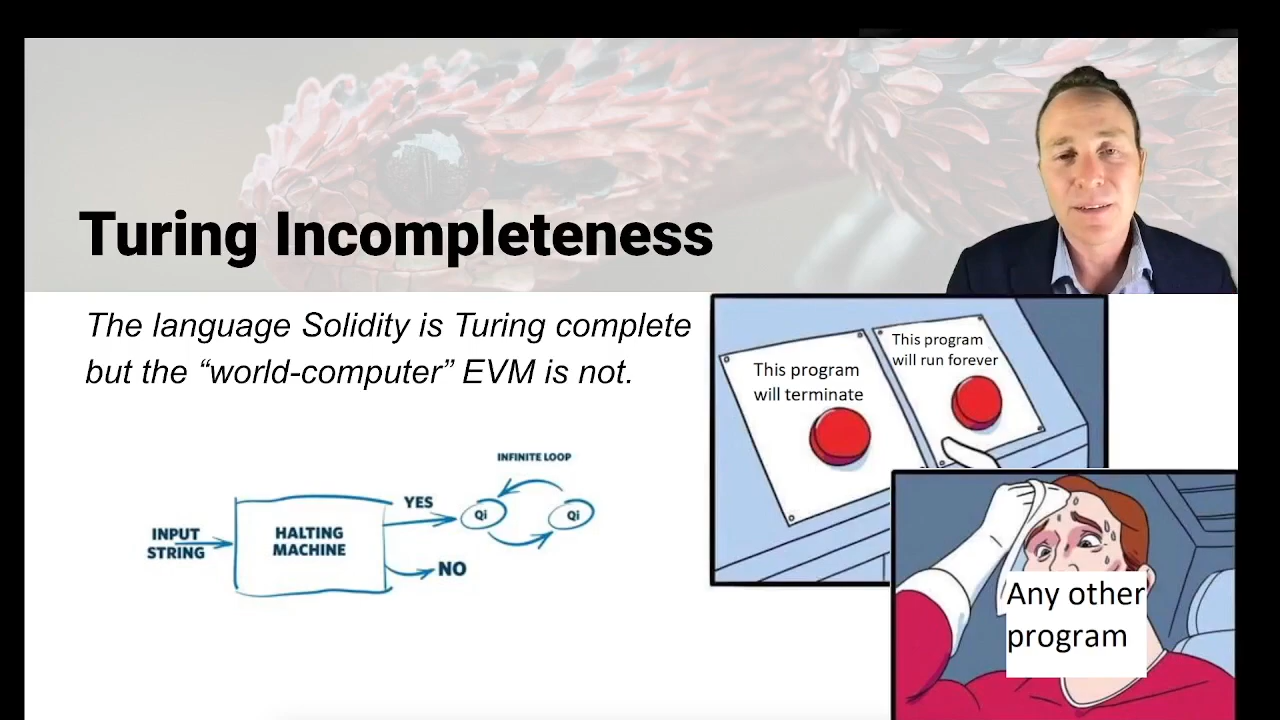 Turing Incompleteness
The language Solidity is Turing complete
but the “world-computer” EVM is not.
INFINITE LOOP
INPUT
STRING
HALTING
MACHINE
YES
Qi
Qi
NO
This program
will terminate
This program
will run forever
Any other
program